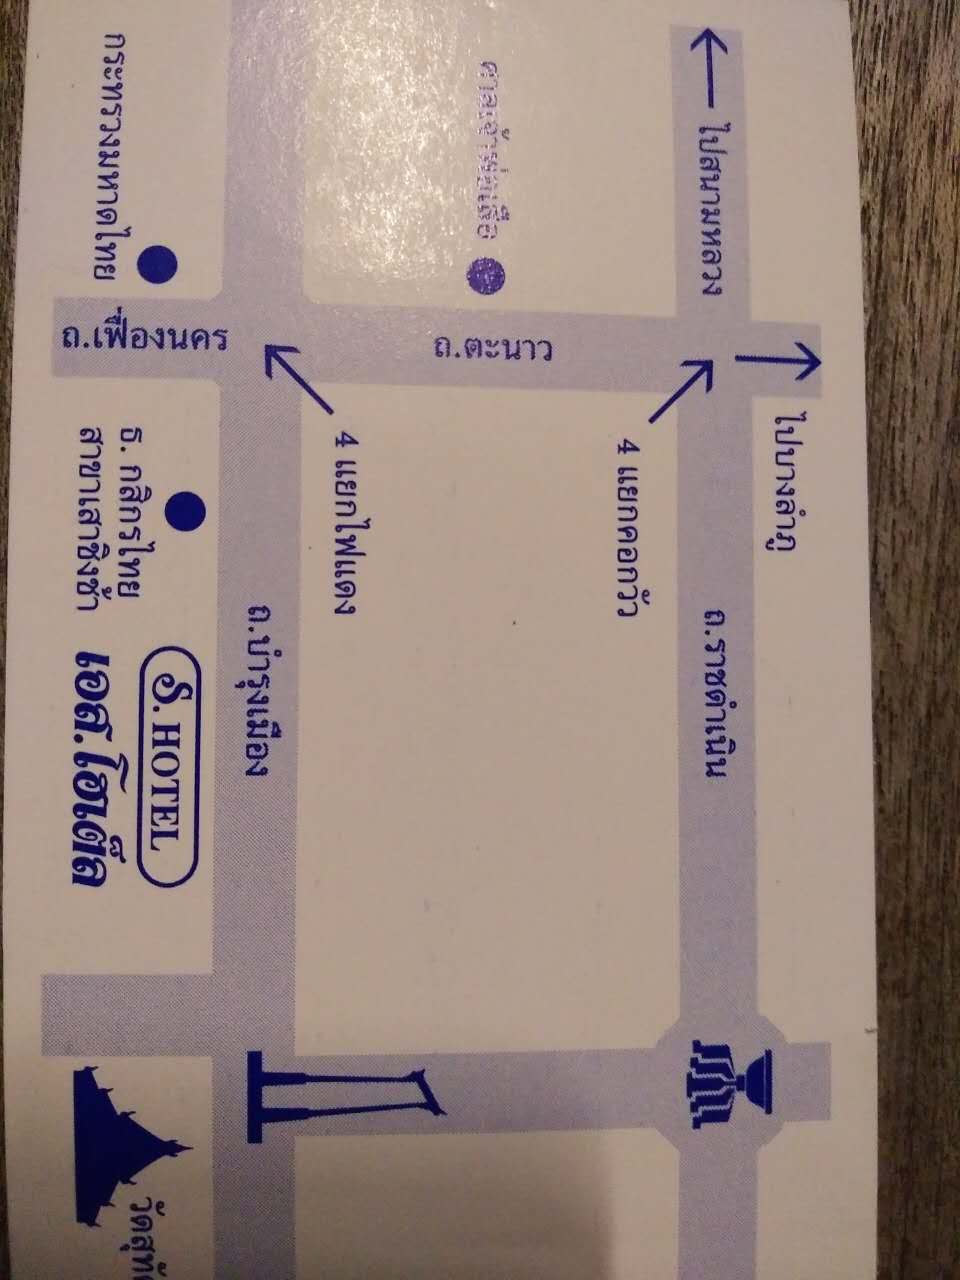 ไปบางลำภู
ไปสนามหลวง
ถ.ราชดำเนิน
4 แยกคอกวัว
ศาลเจ้าพ่อเสือ
ถ.ตะนาว
4 แยกไฟแดง
ถ.บำรุงเมือง
กระทรวงมหาดไทย
ถ.เฟื่องนคร
ธ. กสิกรไทย
สาขาเสาชิงช้า
S. HOTEL
เอส.โฮเต็ล